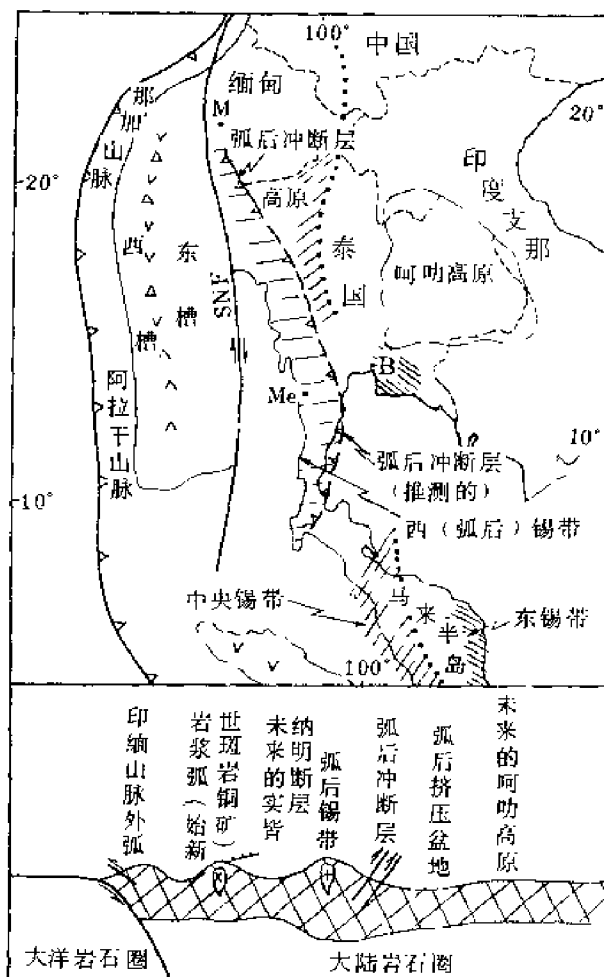 100°
中国
缅甸
M
那加山脉
弧后冲断层
20°
20°
高原
印度支那
西槽
东槽
泰国
呵叻高原
SNF
B
Me
阿拉干山脉
10°
弧后冲断层
(推测的)
10°
西(弧后)锡带
中央锡带
马来半岛
东锡带
100°
印缅山脉外弧
岩浆弧(始新
世斑岩铜矿)
未来的实皆
纳明断层
弧后锡带
弧后冲断层
弧后挤压盆地
未来的呵叻高原
大洋岩石圈
大陆岩石圈